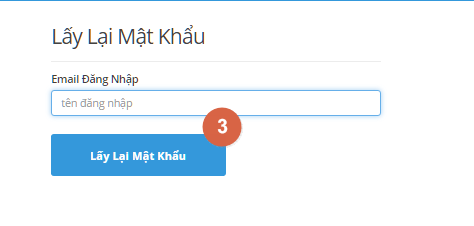 Lấy Lại Mật Khẩu
Email Đăng Nhập
tên đăng nhập
3
Lấy Lại Mật Khẩu